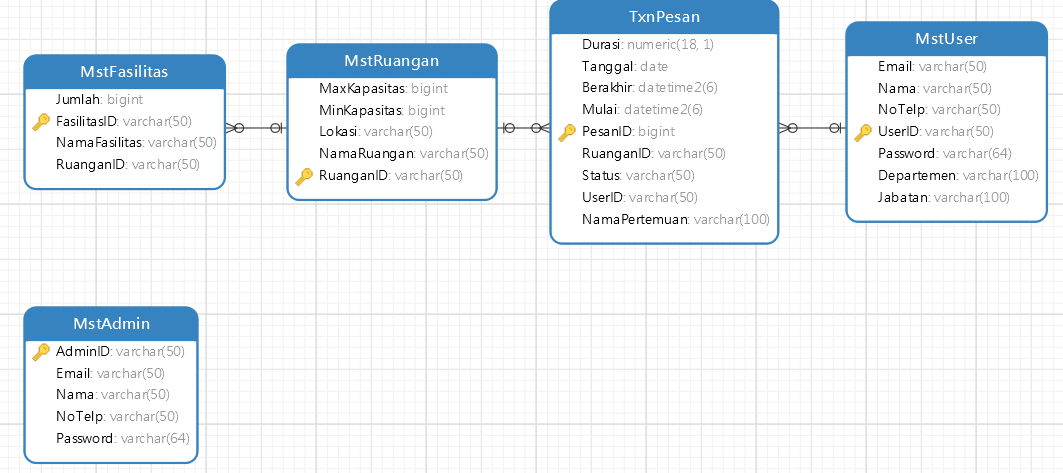 MstFasilitas
Jumlah: bigint
FasilitasID: varchar(50)
NamaFasilitas: varchar(50)
RuanganID: varchar(50)
MstRuangan
MaxKapasitas: bigint
MinKapasitas: bigint
Lokasi: varchar(50)
NamaRuangan: varchar(50)
RuanganID: varchar(50)
TxnPesan
Durasi: numeric(18, 1)
Tanggal: date
Berakhir: datetime2(6)
Mulai: datetime2(6)
PesanID: bigint
RuanganID: varchar(50)
Status: varchar(50)
UserID: varchar(50)
NamaPertemuan: varchar(100)
MstUser
Email: varchar(50)
Nama: varchar(50)
NoTelp: varchar(50)
UserID: varchar(50)
Password: varchar(64)
Departemen: varchar(100)
Jabatan: varchar(100)
MstAdmin
AdminID: varchar(50)
Email: varchar(50)
Nama: varchar(50)
NoTelp: varchar(50)
Password: varchar(64)